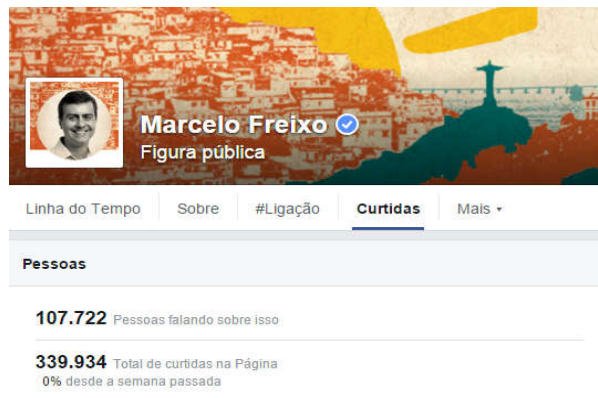 Marcelo Freixo
Figura pública
Linha do Tempo Sobre #Ligação Curtidas Mais
Pessoas
107.722 Pessoas falando sobre isso
339.934 Total de curtidas na Página
0% desde a semana passada